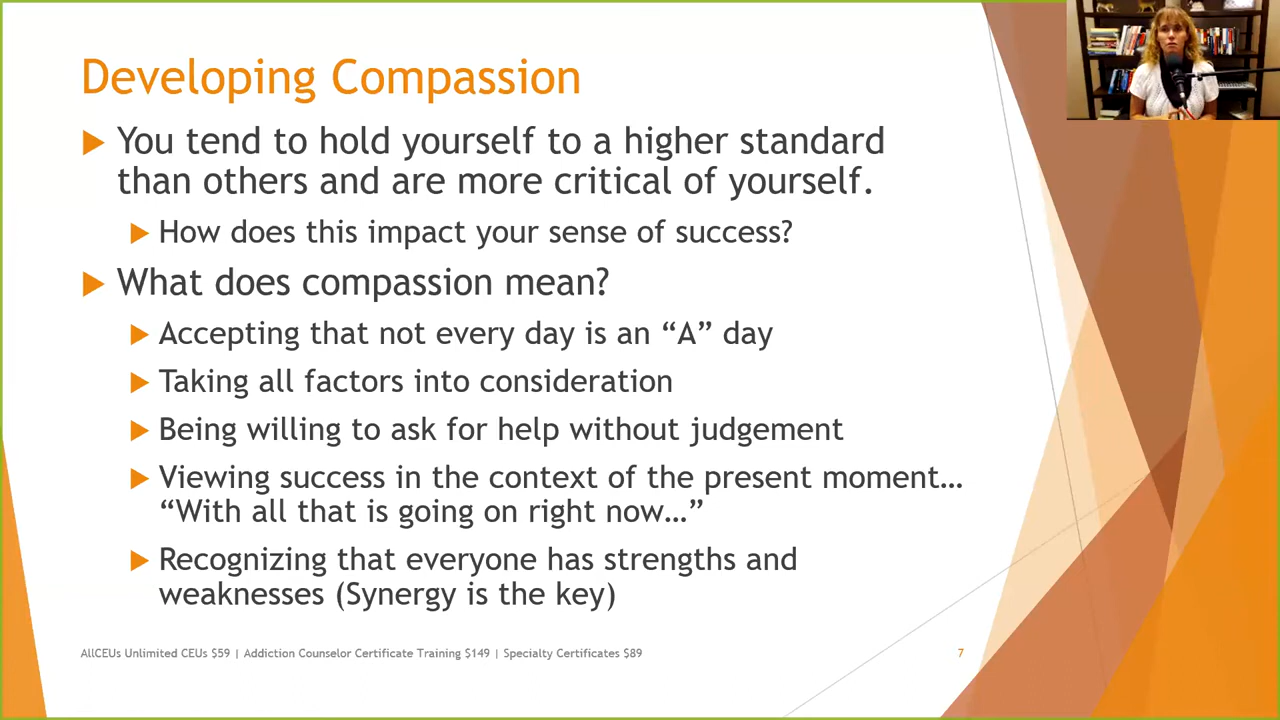 Developing Compassion
You tend to hold yourself to a higher standard
than others and are more critical of yourself.
How does this impact your sense of success?
What does compassion mean?
Accepting that not every day is an “A” day
Taking all factors into consideration
Being willing to ask for help without judgement
Viewing success in the context of the present moment…
“With all that is going on right now…”
Recognizing that everyone has strengths and
weaknesses (Synergy is the key)
AllCEUs Unlimited CEUs $59 | Addiction Counselor Certificate Training $149 | Specialty Certificates $89
7